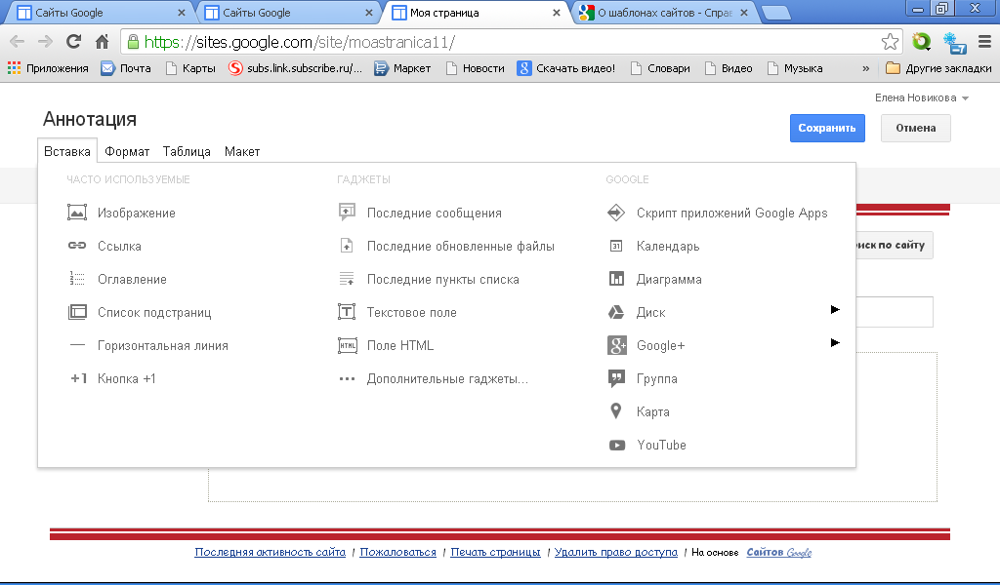 Сайты Google
Сайты Google
Моя страница
О шаблонах сайтов - Спра
https://sites.google.com/site/moastranica11/
-7
Приложения
Почта
Карты
subs.link.subscribe.ru/...
Маркет
Новости
Скачать видео!
Словари
Видео
Музыка
»
Другие закладки
Елена Новикова
Аннотация
Сохранить
Отмена
Вставка
Формат
Таблица
Макет
ЧАСТО ИСПОЛЬЗУЕМЫЕ
Изображение
Ссылка
Оглавление
Список подстраниц
Горизонтальная линия
+1 Кнопка +1
ГАДЖЕТЫ
Последние сообщения
Последние обновленные файлы
Последние пункты списка
Текстовое поле
HTML Поле HTML
Дополнительные гаджеты...
GOOGLE
Скрипт приложений Google Apps
31 Календарь
Диаграмма
Диск
g+ Google+
Группа
Карта
YouTube
иск по сайту
Последняя активность сайта | Пожаловаться | Печать страницы | Удалить право доступа | На основе Сайтов Google